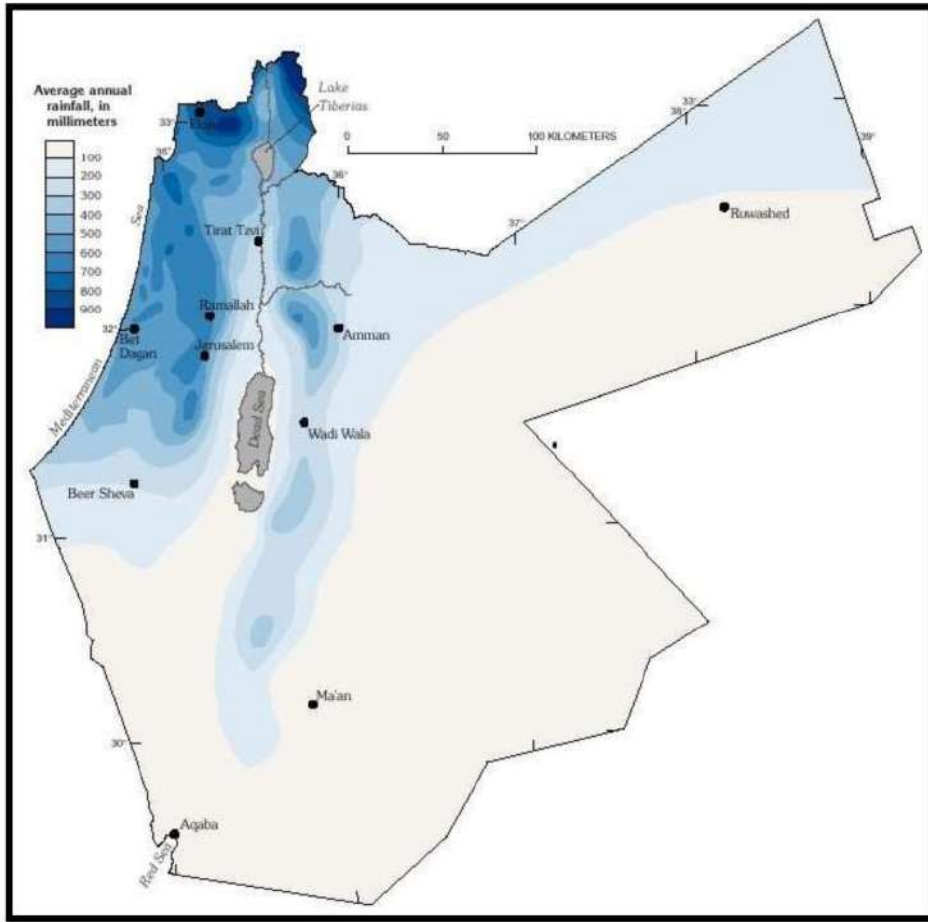 Average annual
rainfall, in
millimeters
100
200
300
400
500
600
700
800
900
Lake
Tiberias
0 50 100 KILOMETERS
33°
38°
39°
33°
36°
Sea
36°
37°
Ruwashed
Tirat Tzvi
Ramallah
32°
Bet
Dagan
Amman
Jerusalem
Mediterranean
Dead Sea
Wadi Wala
Beer Sheva
31°
Ma'an
30°
Aqaba
Red Sea